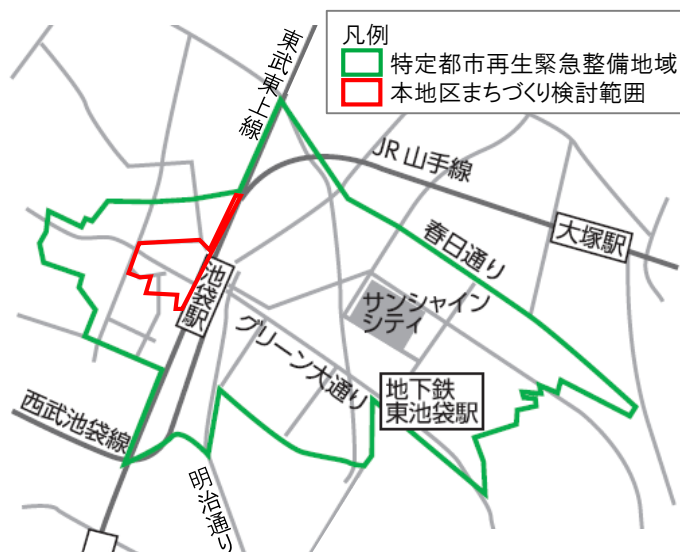 凡例
特定都市再生緊急整備地域
本地区まちづくり検討範囲
東武東上線
JR 山手線
大塚駅
春日通り
池袋駅
サンシャイン
シティ
グリーン大通り
地下鉄
東池袋駅
西武池袋線
明治通り